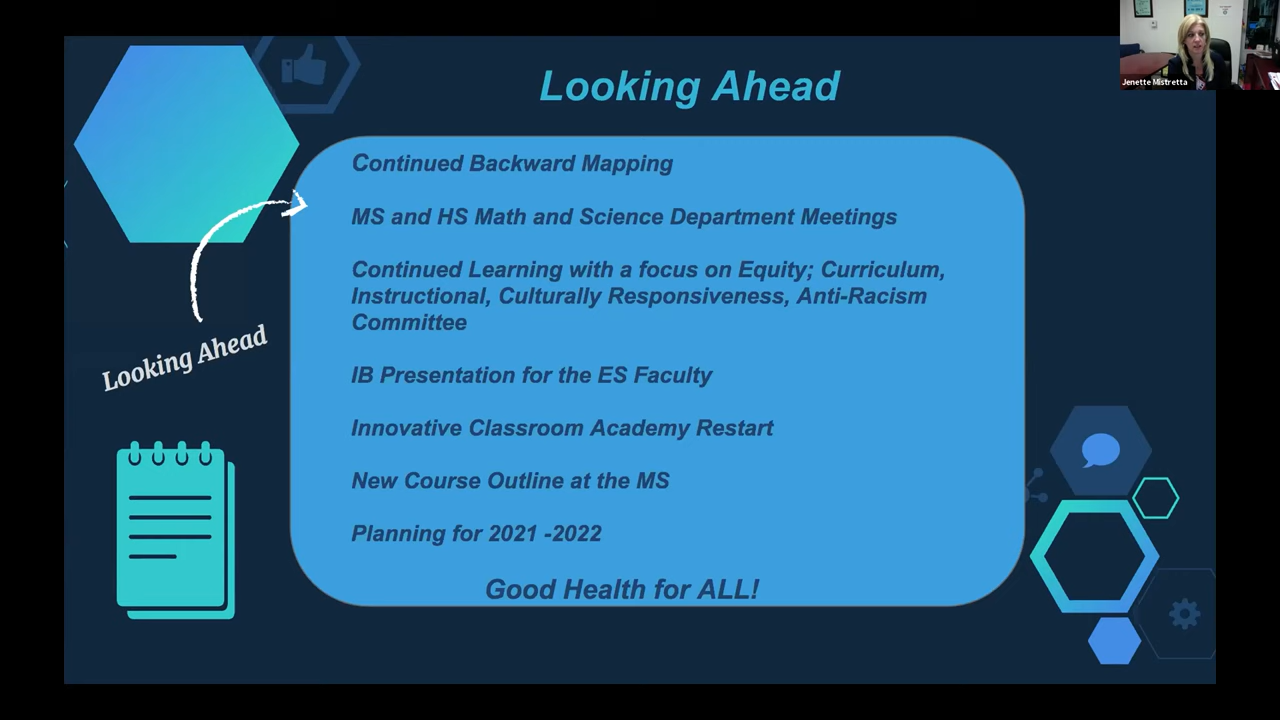 Jenette Mistretta
Looking Ahead
Continued Backward Mapping
MS and HS Math and Science Department Meetings
Continued Learning with a focus on Equity; Curriculum,
Instructional, Culturally Responsiveness, Anti-Racism
Committee
IB Presentation for the ES Faculty
Innovative Classroom Academy Restart
New Course Outline at the MS
Planning for 2021 -2022
Good Health for ALL!
Looking Ahead